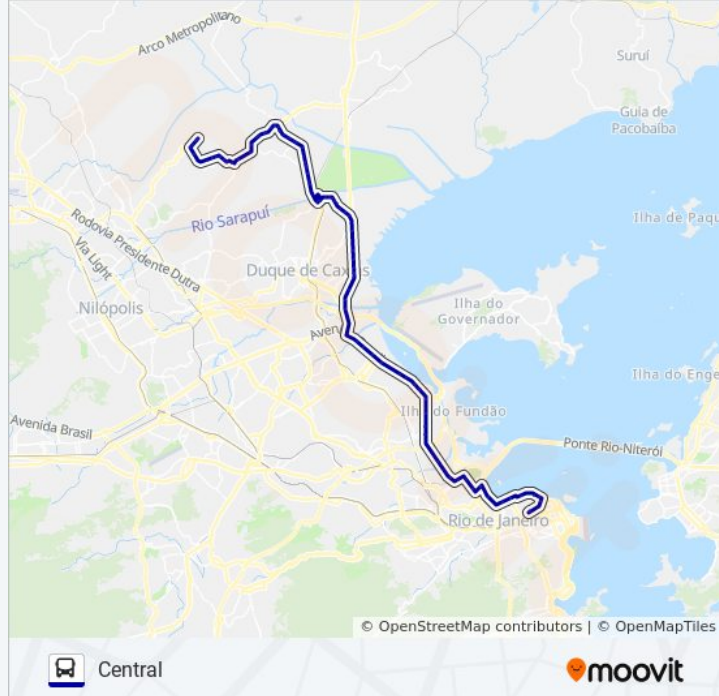 Arco Metropolitano
Suruí
Guia de
Pacobaíba
Rio Sarapuí
Ilha de Paqu
Rodovia Presidente Dutra
Via Light
Duque de Caxias
Nilópolis
Ilha do
Governador
Aven
Ilha do Enge
Ilha do Fundão
Avenida Brasil
Ponte Rio-Niterói
Rio de Janeiro
© OpenStreetMap contributors | © OpenMapTiles
Central
moovit